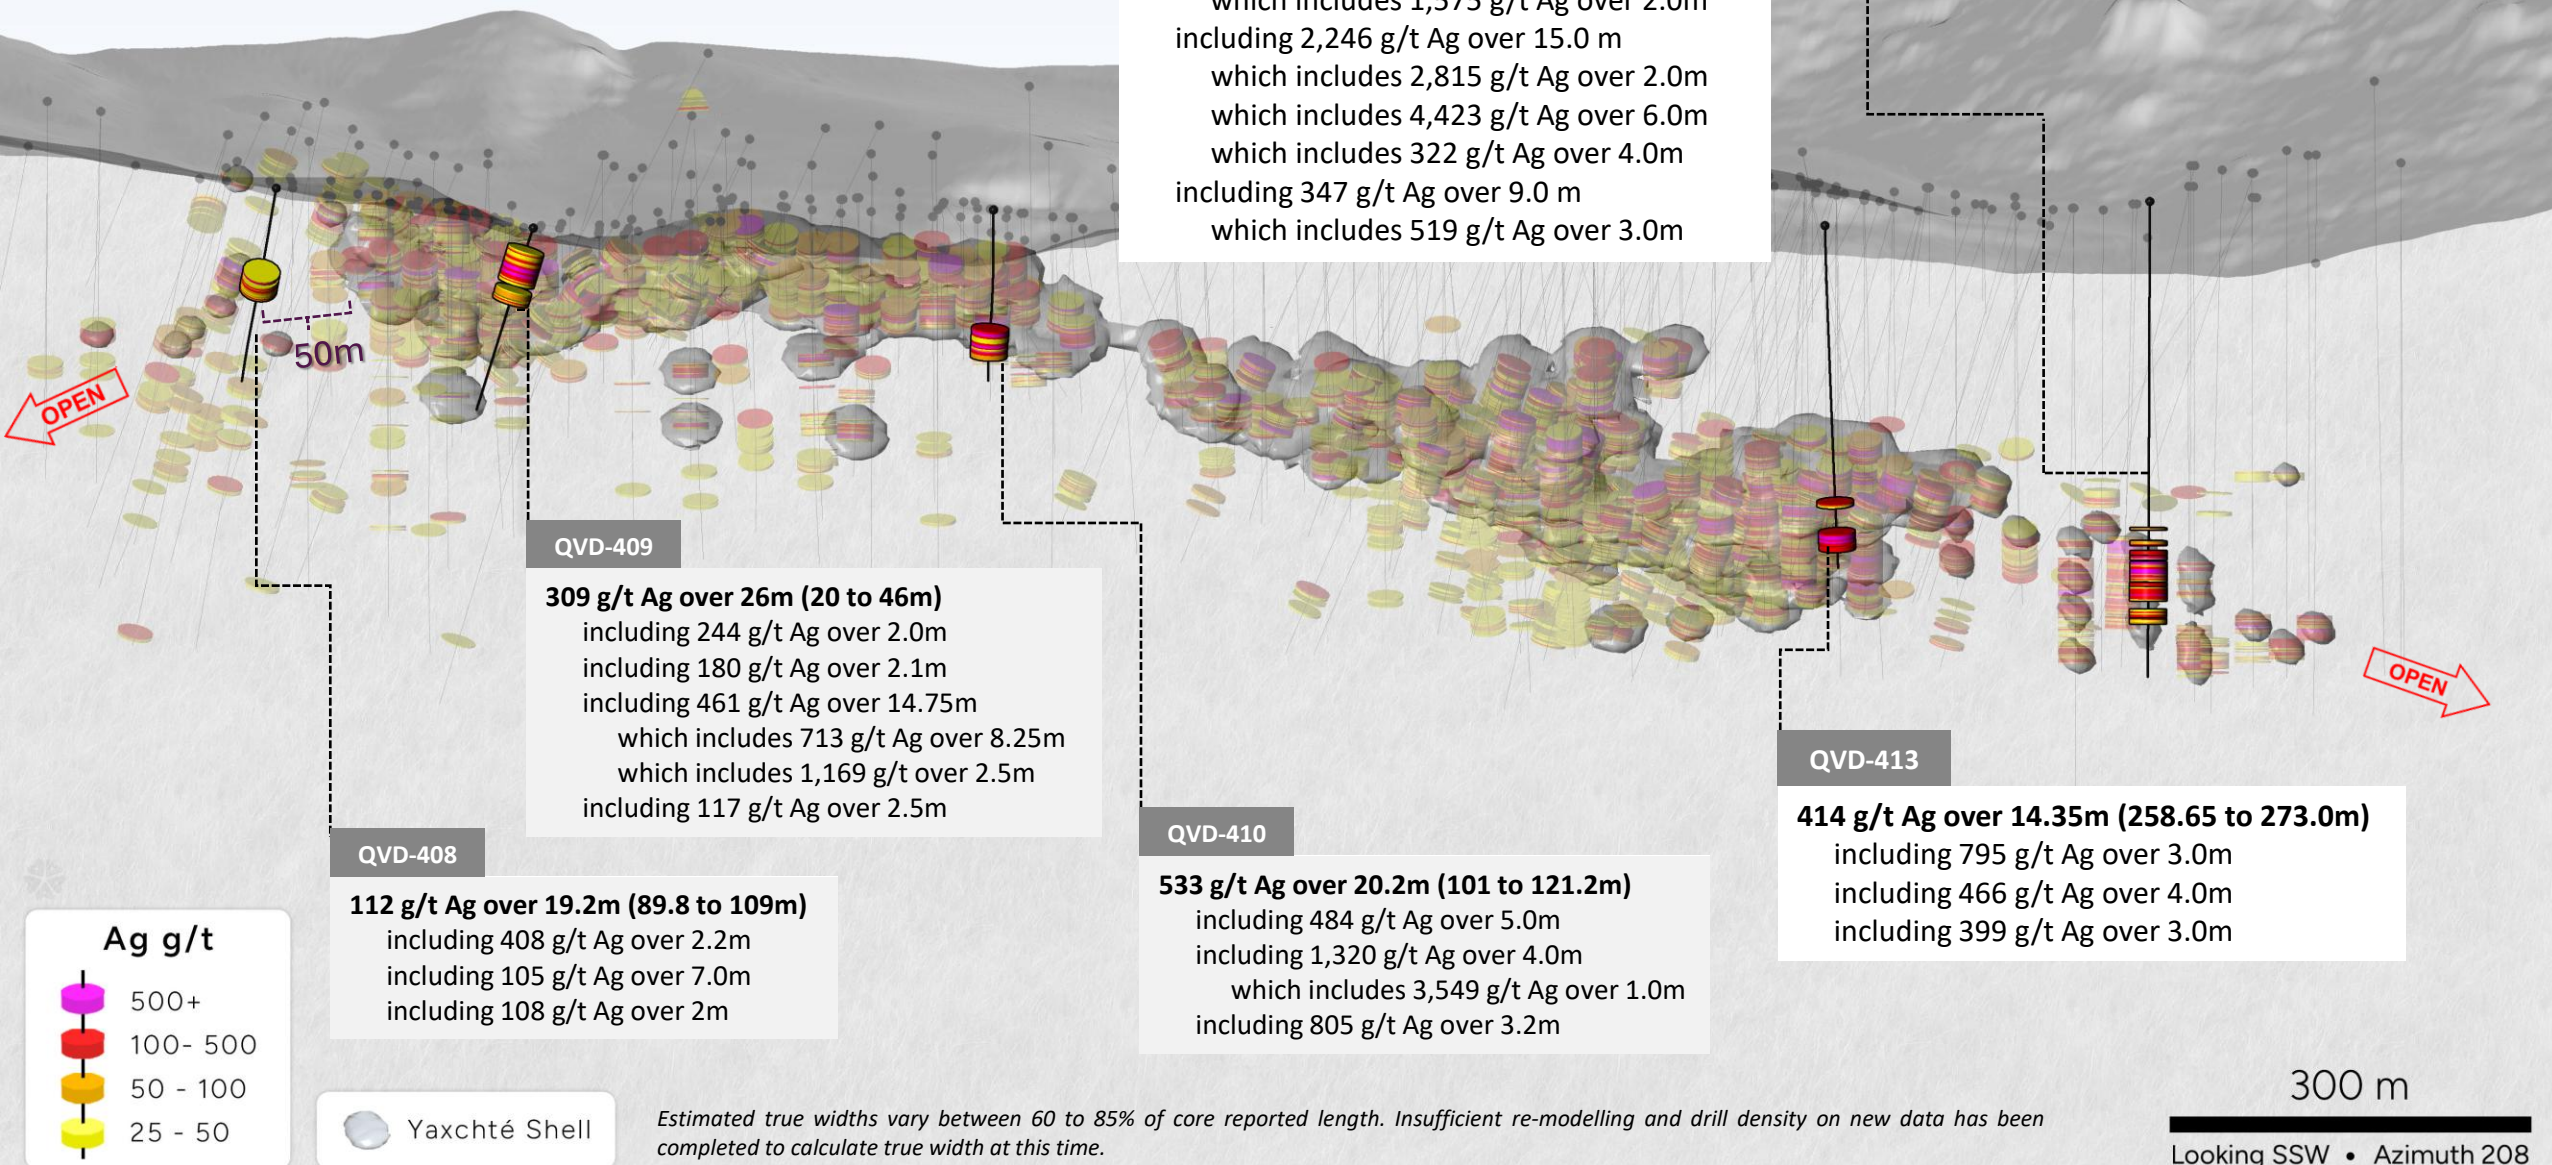 which includes 1,575 g/t Ag over 2.0m
including 2,246 g/t Ag over 15.0 m
which includes 2,815 g/t Ag over 2.0m
which includes 4,423 g/t Ag over 6.0m
which includes 322 g/t Ag over 4.0m
including 347 g/t Ag over 9.0 m
which includes 519 g/t Ag over 3.0m
50m
OPEN
OPEN
QVD-409
309 g/t Ag over 26m (20 to 46m)
including 244 g/t Ag over 2.0m
including 180 g/t Ag over 2.1m
including 461 g/t Ag over 14.75m
which includes 713 g/t Ag over 8.25m
which includes 1,169 g/t over 2.5m
including 117 g/t Ag over 2.5m
QVD-408
112 g/t Ag over 19.2m (89.8 to 109m)
including 408 g/t Ag over 2.2m
including 105 g/t Ag over 7.0m
including 108 g/t Ag over 2m
QVD-410
533 g/t Ag over 20.2m (101 to 121.2m)
including 484 g/t Ag over 5.0m
including 1,320 g/t Ag over 4.0m
which includes 3,549 g/t Ag over 1.0m
including 805 g/t Ag over 3.2m
QVD-413
414 g/t Ag over 14.35m (258.65 to 273.0m)
including 795 g/t Ag over 3.0m
including 466 g/t Ag over 4.0m
including 399 g/t Ag over 3.0m
Ag g/t
500+
100- 500
50 - 100
25 - 50
Yaxchté Shell
Estimated true widths vary between 60 to 85% of core reported length. Insufficient re-modelling and drill density on new data has been
completed to calculate true width at this time.
300 m
Looking SSW • Azimuth 208